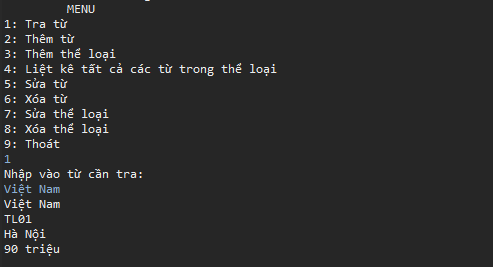 MENU
1: Tra từ
2: Thêm từ
3: Thêm thể loại
4: Liệt kê tất cả các từ trong thể loại
5: Sửa từ
6: Xóa từ
7: Sửa thể loại
8: Xóa thể loại
9: Thoát
1
Nhập vào từ cần tra:
Việt Nam
Việt Nam
TL01
Hà Nội
90 triệu